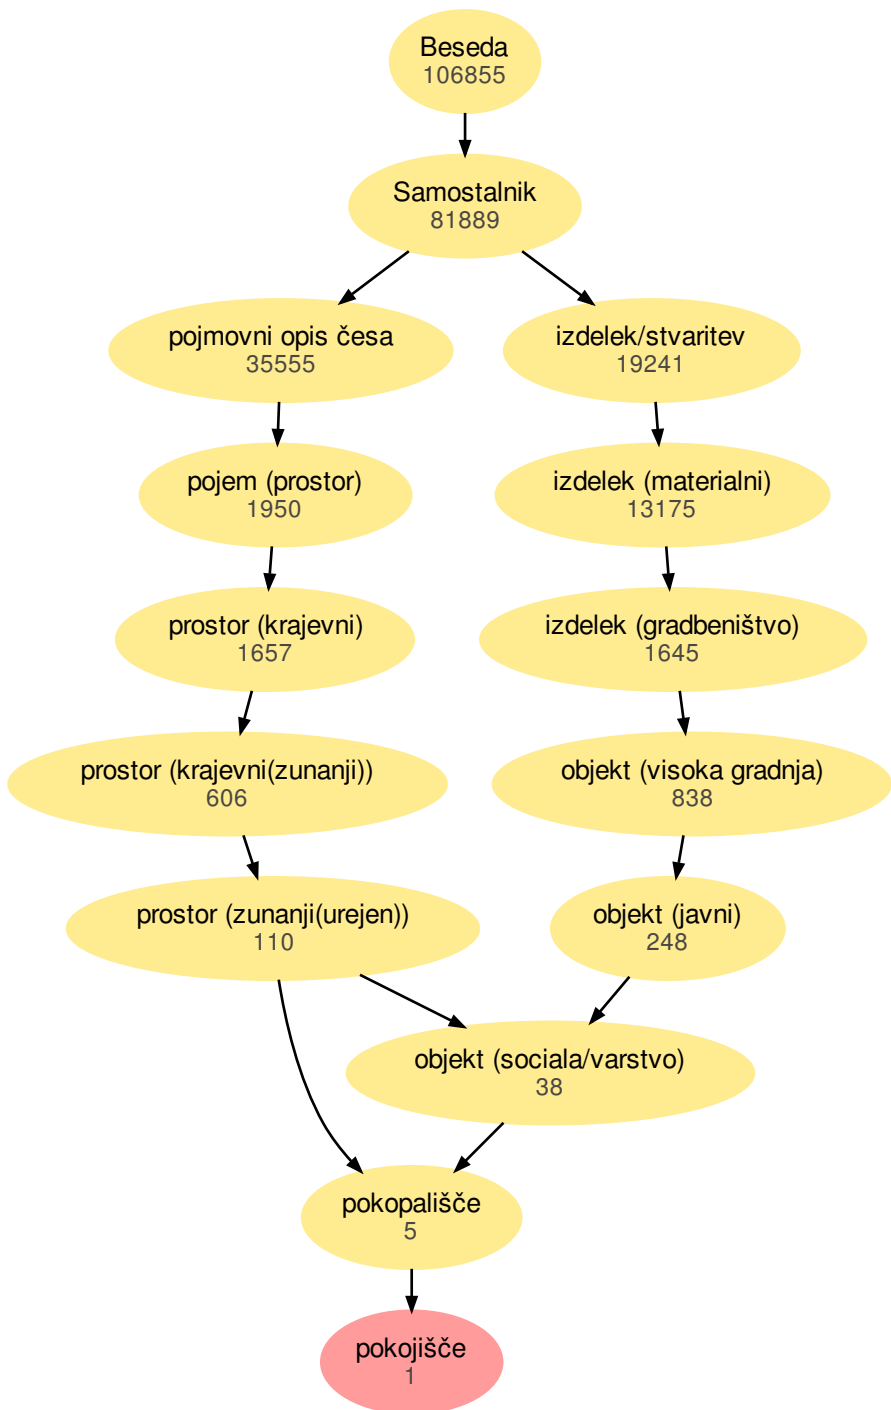 Beseda
106855
Samostalnik
81889
pojmovni opis česa
35555
izdelek/stvaritev
19241
pojem (prostor)
1950
izdelek (materialni)
13175
prostor (krajevni)
1657
izdelek (gradbeništvo)
1645
prostor (krajevni(zunanji))
606
objekt (visoka gradnja)
838
prostor (zunanji(urejen))
110
objekt (javni)
248
objekt (sociala/varstvo)
38
pokopališče
5
pokojišče
1